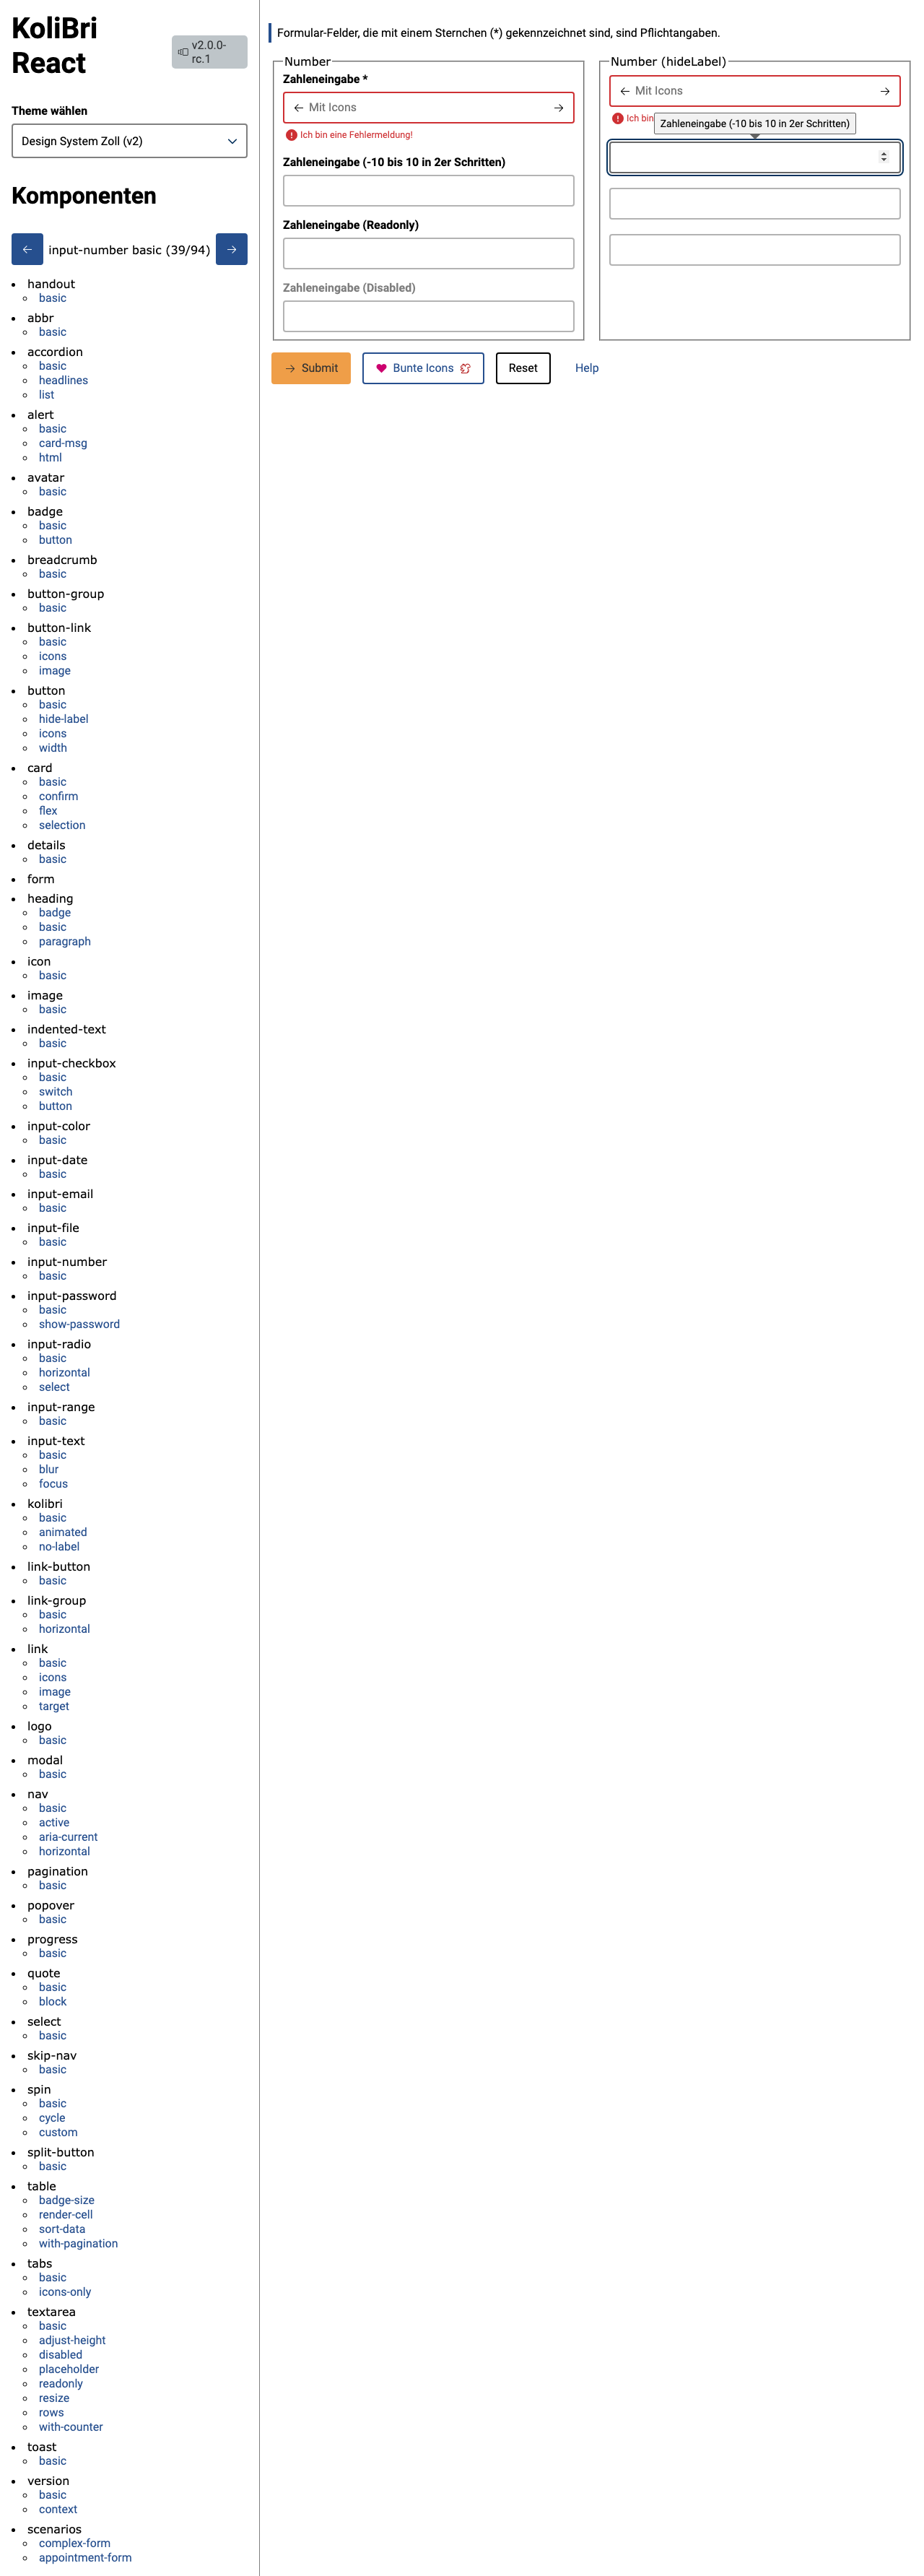 KoliBri
React
v2.0.0-
rc.1
Theme wählen
Design System Zoll (v2)
Komponenten
input-number basic (39/94)
handout
basic
abbr
basic
accordion
basic
headlines
list
alert
basic
card-msg
html
avatar
basic
badge
basic
button
breadcrumb
basic
button-group
basic
button-link
basic
icons
image
button
basic
hide-label
icons
width
card
basic
confirm
flex
selection
details
basic
form
heading
badge
basic
paragraph
icon
basic
image
basic
indented-text
basic
input-checkbox
basic
switch
button
input-color
basic
input-date
basic
input-email
basic
input-file
basic
input-number
basic
input-password
basic
show-password
input-radio
basic
horizontal
select
input-range
basic
input-text
basic
blur
focus
kolibri
basic
animated
no-label
link-button
basic
link-group
basic
horizontal
link
basic
icons
image
target
logo
basic
modal
basic
nav
basic
active
aria-current
horizontal
pagination
basic
popover
basic
progress
basic
quote
basic
block
select
basic
skip-nav
basic
spin
basic
cycle
custom
split-button
basic
table
badge-size
render-cell
sort-data
with-pagination
tabs
basic
icons-only
textarea
basic
adjust-height
disabled
placeholder
readonly
resize
rows
with-counter
toast
basic
version
basic
context
scenarios
complex-form
appointment-form
Formular-Felder, die mit einem Sternchen (*) gekennzeichnet sind, sind Pflichtangaben.
Number
Zahleneingabe *
Mit Icons
Ich bin eine Fehlermeldung!
Zahleneingabe (-10 bis 10 in 2er Schritten)
Zahleneingabe (Readonly)
Zahleneingabe (Disabled)
Number (hideLabel)
Mit Icons
Ich bin
Zahleneingabe (-10 bis 10 in 2er Schritten)
Submit
Bunte Icons
Reset
Help